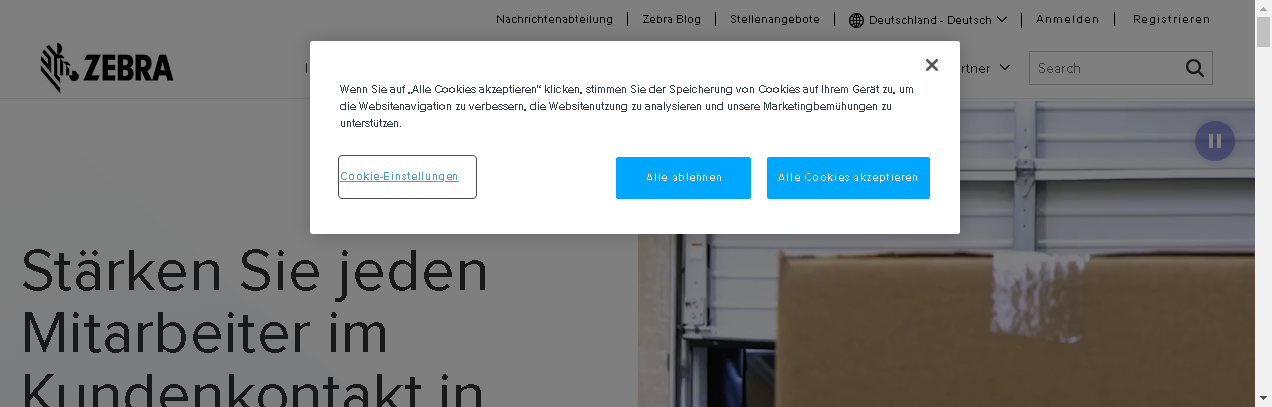 Nachrichtenabteilung
Zebra Blog
Stellenangebote
Deutschland - Deutsch
Anmelden
Registrieren
ZEBRA
Search
Wenn Sie auf „Alle Cookies akzeptieren“ klicken, stimmen Sie der Speicherung von Cookies auf Ihrem Gerät zu, um
die Websitenavigation zu verbessern, die Websitenutzung zu analysieren und unsere Marketingbemühungen zu
unterstützen.
Cookie-Einstellungen
Alle ablehnen
Alle Cookies akzeptieren
Stärken Sie jeden
Mitarbeiter im
Kundenkontakt in